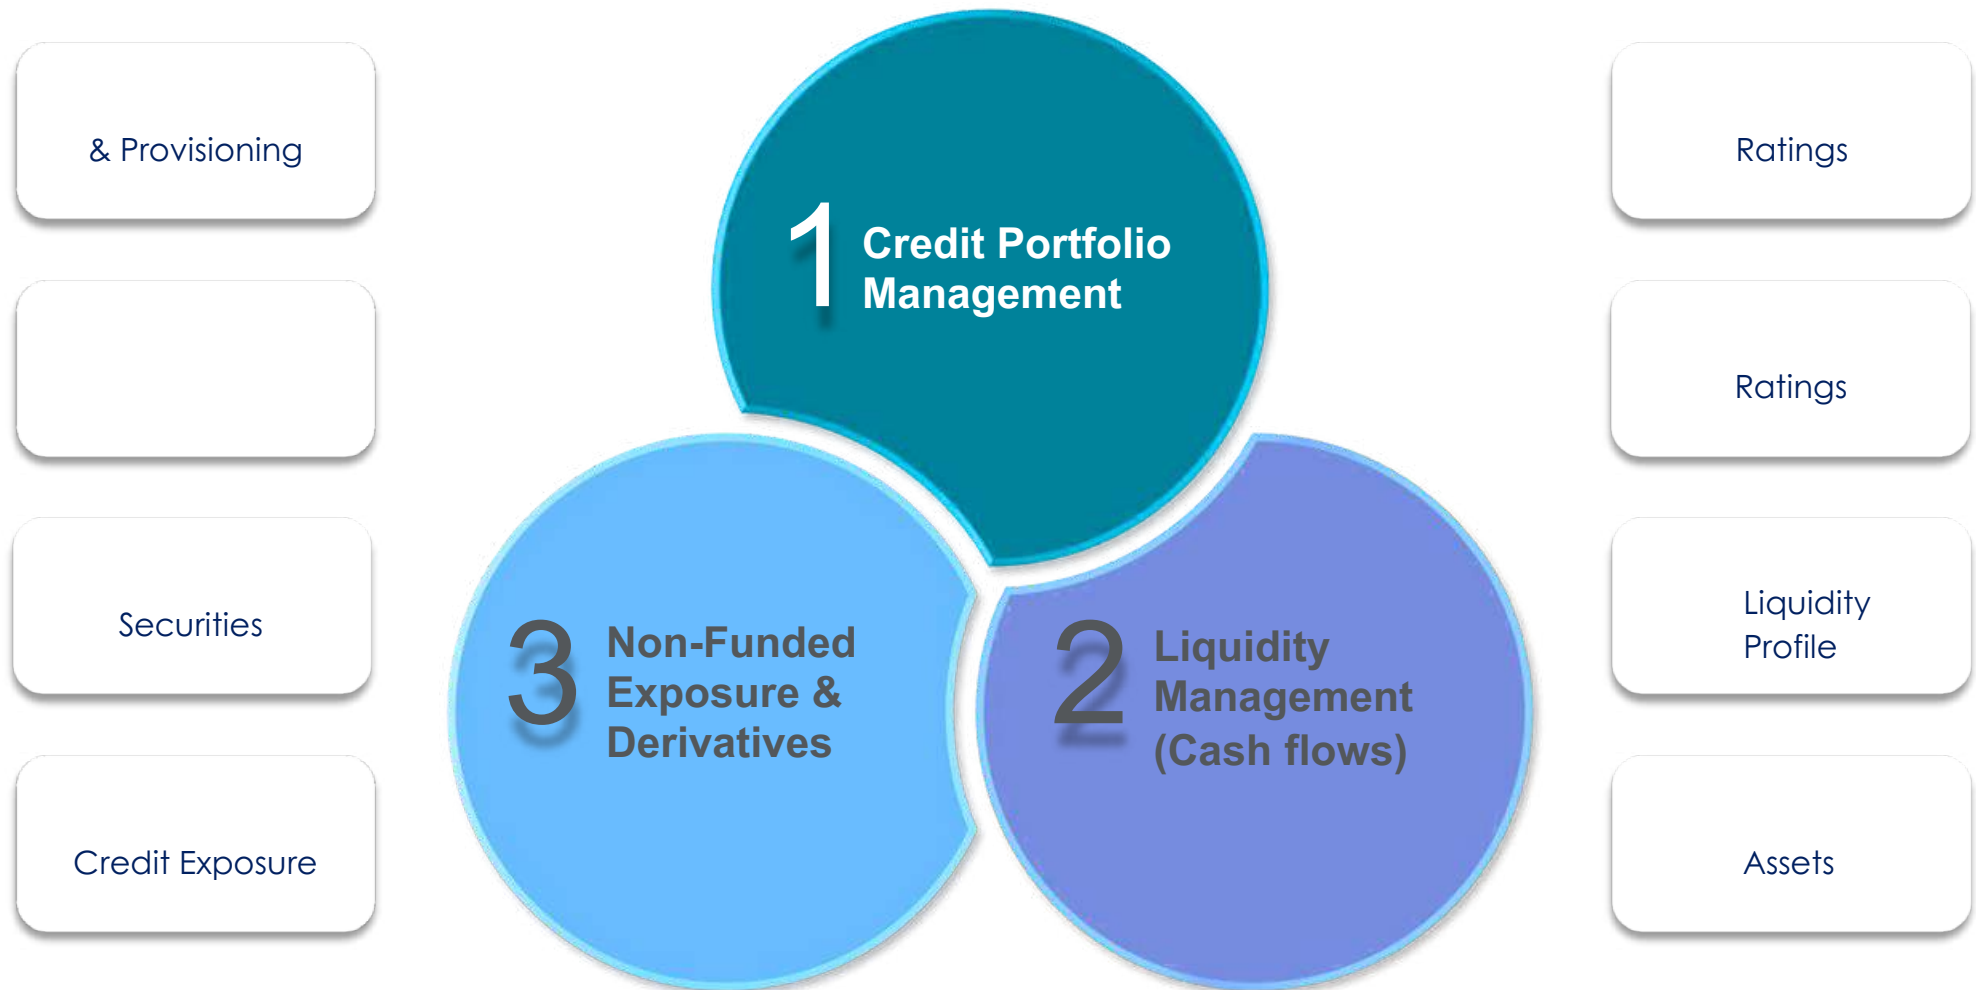 & Provisioning
Securities
Credit Exposure
1
Credit Portfolio
Management
3
Non-Funded
Exposure &
Derivatives
2
Liquidity
Management
(Cash flows)
Ratings
Ratings
Liquidity
Profile
Assets